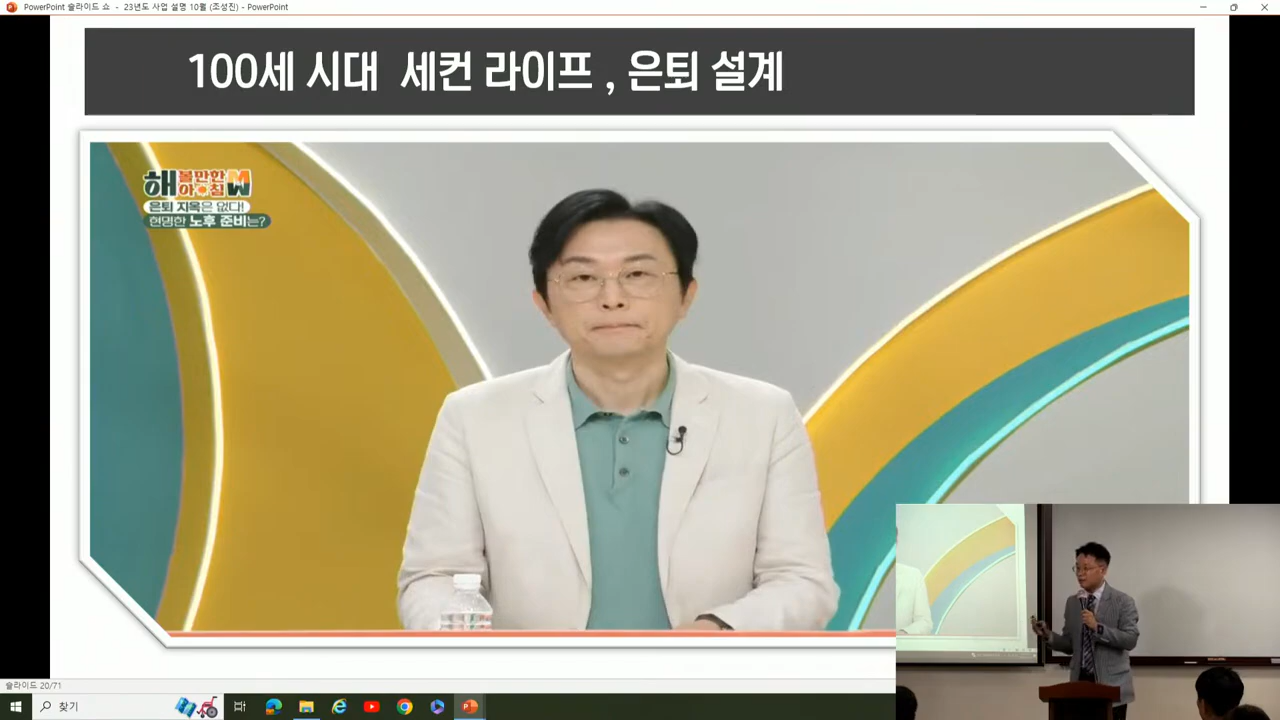 PowerPoint 슬라이드 쇼 - 23년도 사업 설명 10월 (조성진) - PowerPoint
100세 시대 세컨 라이프 , 은퇴 설계
해볼만한아침M
은퇴 지옥은 없다!
현명한 노후 준비는?
슬라이드 20/71
찾기